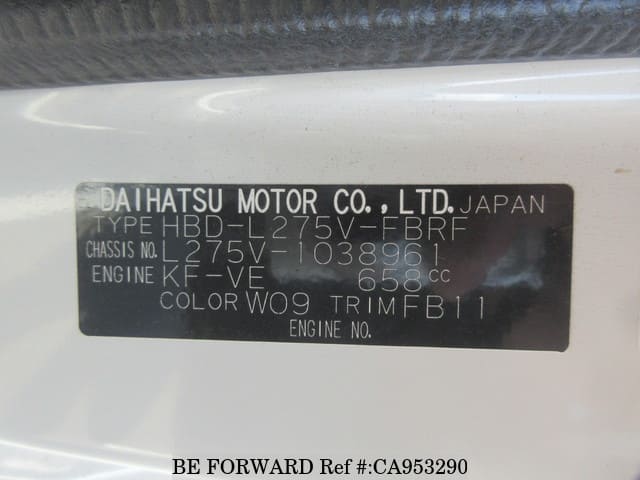 DAIHATSU MOTOR CO., LTD. JAPAN
TYPE HBD-L275V-FBRF
CHASSIS NO. L275V-1038961
ENGINE KF-VE 658cc
COLOR W09 TRIM FB11
ENGINE NO.
BE FORWARD Ref #:CA953290